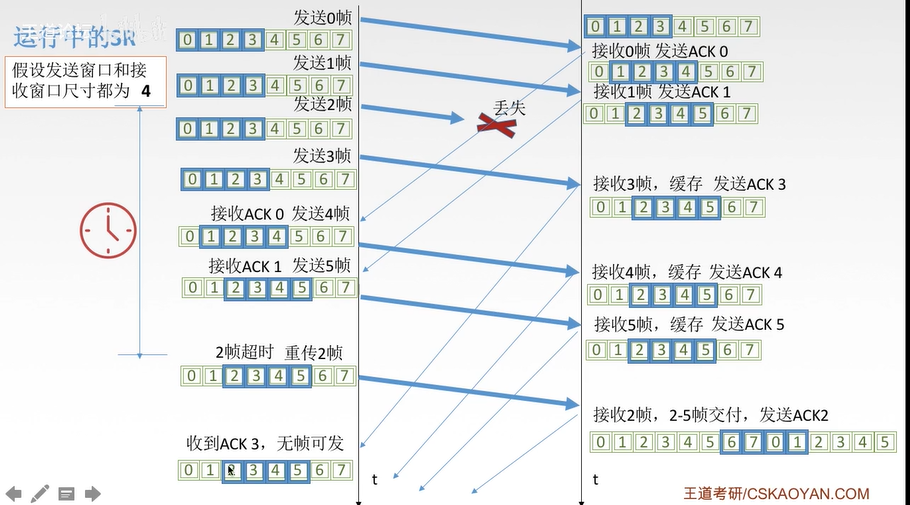 运行中的SR
假设发送窗口和接
收窗口尺寸都为 4
发送0帧
0 1 2 3 4 5 6 7
发送1帧
0 1 2 3 4 5 6 7
发送2帧
0 1 2 3 4 5 6 7
发送3帧
0 1 2 3 4 5 6 7
接收ACK 0 发送4帧
0 1 2 3 4 5 6 7
接收ACK 1 发送5帧
0 1 2 3 4 5 6 7
2帧超时 重传2帧
0 1 2 3 4 5 6 7
收到ACK 3，无帧可发
0 1 2 3 4 5 6 7
丢失
t
0 1 2 3 4 5 6 7
接收0帧 发送ACK 0
0 1 2 3 4 5 6 7
接收1帧 发送ACK 1
0 1 2 3 4 5 6 7
接收3帧，缓存 发送ACK 3
0 1 2 3 4 5 6 7
接收4帧，缓存 发送ACK 4
0 1 2 3 4 5 6 7
接收5帧，缓存 发送ACK 5
0 1 2 3 4 5 6 7
接收2帧，2-5帧交付，发送ACK2
0 1 2 3 4 5 6 7 0 1 2 3 4 5
t
王道考研/CSKAOYAN.COM